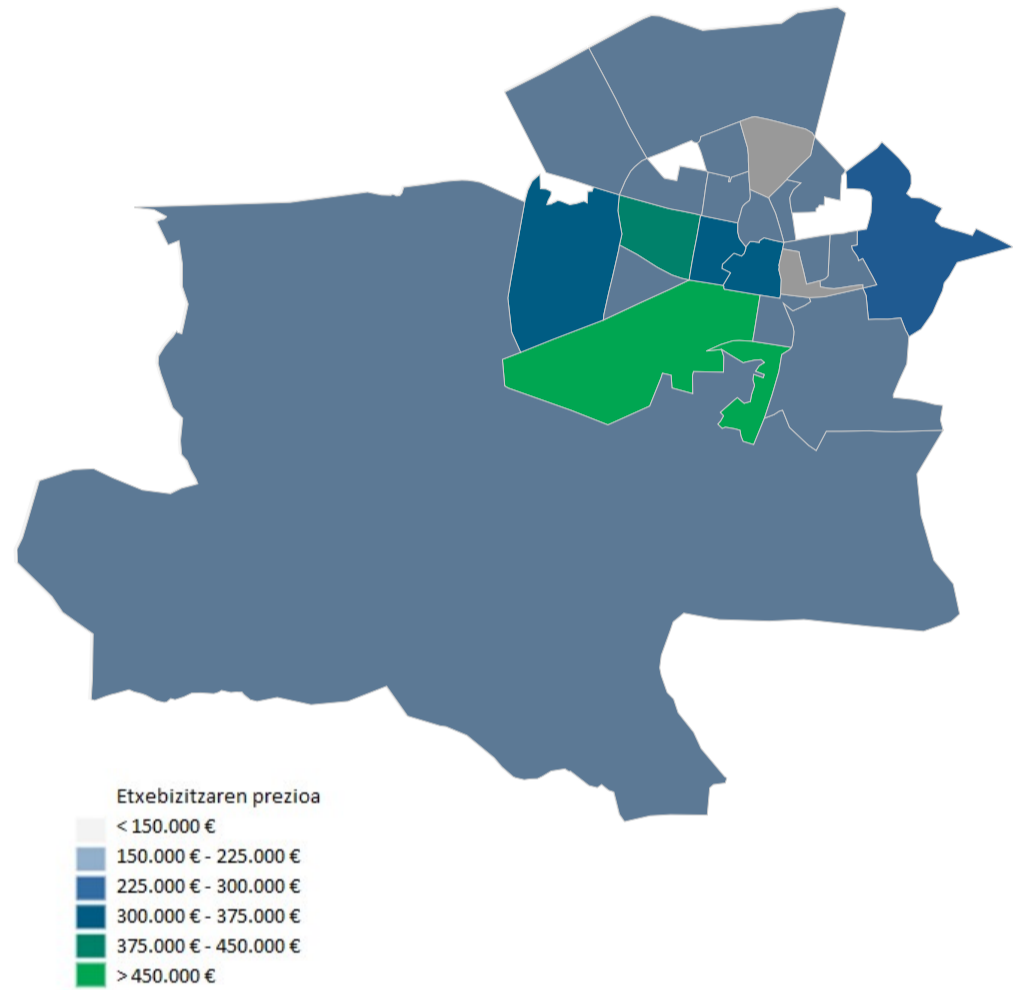 Etxebizitzaren prezioa
< 150.000 €
150.000 € - 225.000 €
225.000 € - 300.000 €
300.000 € - 375.000 €
375.000 € - 450.000 €
> 450.000 €